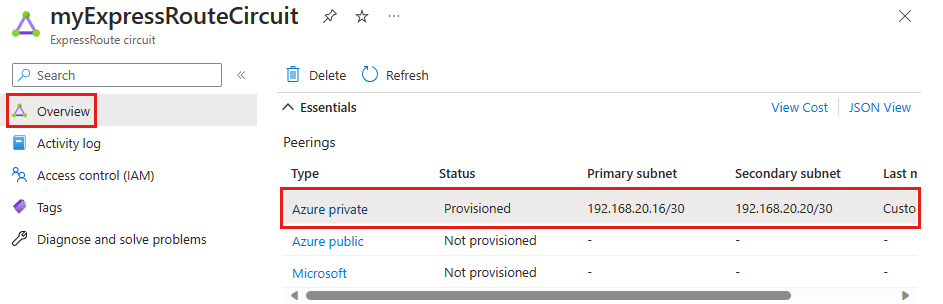 myExpressRouteCircuit
ExpressRoute circuit
Search
Delete Refresh
Overview
Essentials View Cost JSON View
Activity log
Peerings
Access control (IAM)
Type Status Primary subnet Secondary subnet Last m
Tags
Azure private Provisioned 192.168.20.16/30 192.168.20.20/30 Custo
Diagnose and solve problems
Azure public Not provisioned - -
Microsoft Not provisioned - -